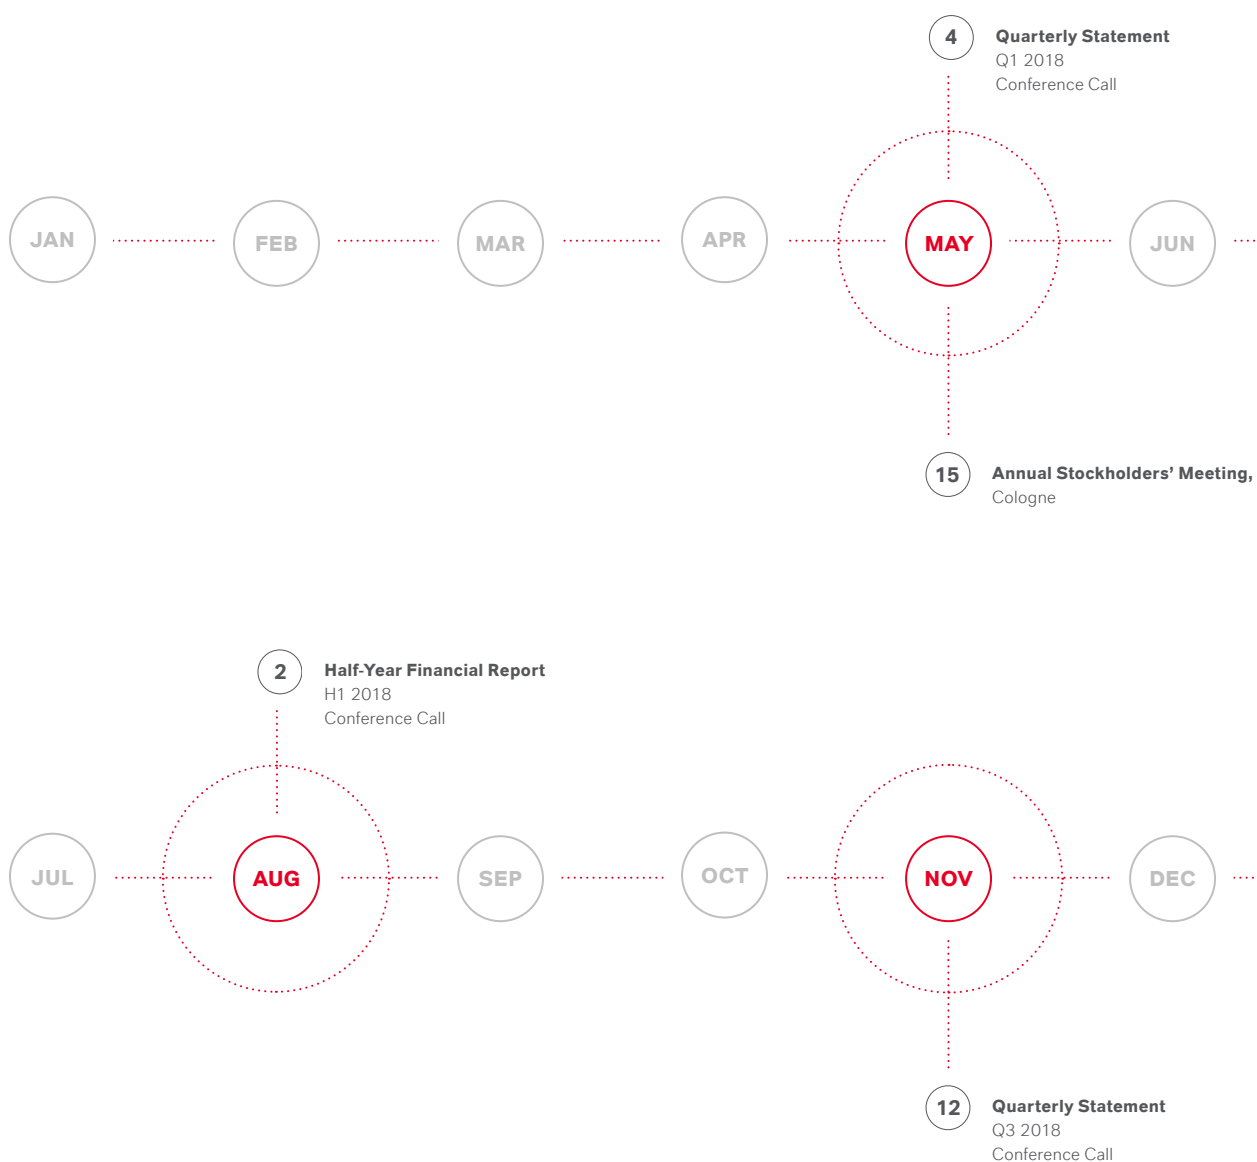 4
Quarterly Statement
Q1 2018
Conference Call
JAN
FEB
MAR
APR
MAY
JUN
15
Annual Stockholders’ Meeting,
Cologne
2
Half-Year Financial Report
H1 2018
Conference Call
JUL
AUG
SEP
OCT
NOV
DEC
12
Quarterly Statement
Q3 2018
Conference Call